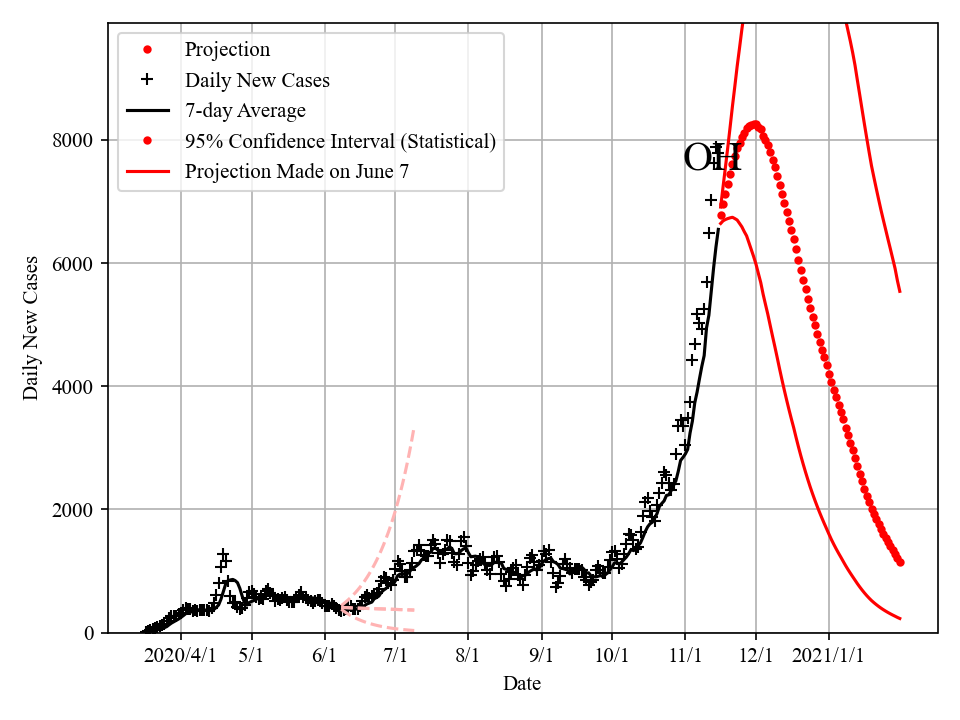 Projection
Daily New Cases
7-day Average
95% Confidence Interval (Statistical)
Projection Made on June 7
OH
8000
6000
4000
2000
0
Daily New Cases
2020/4/1 5/1 6/1 7/1 8/1 9/1 10/1 11/1 12/1 2021/1/1
Date